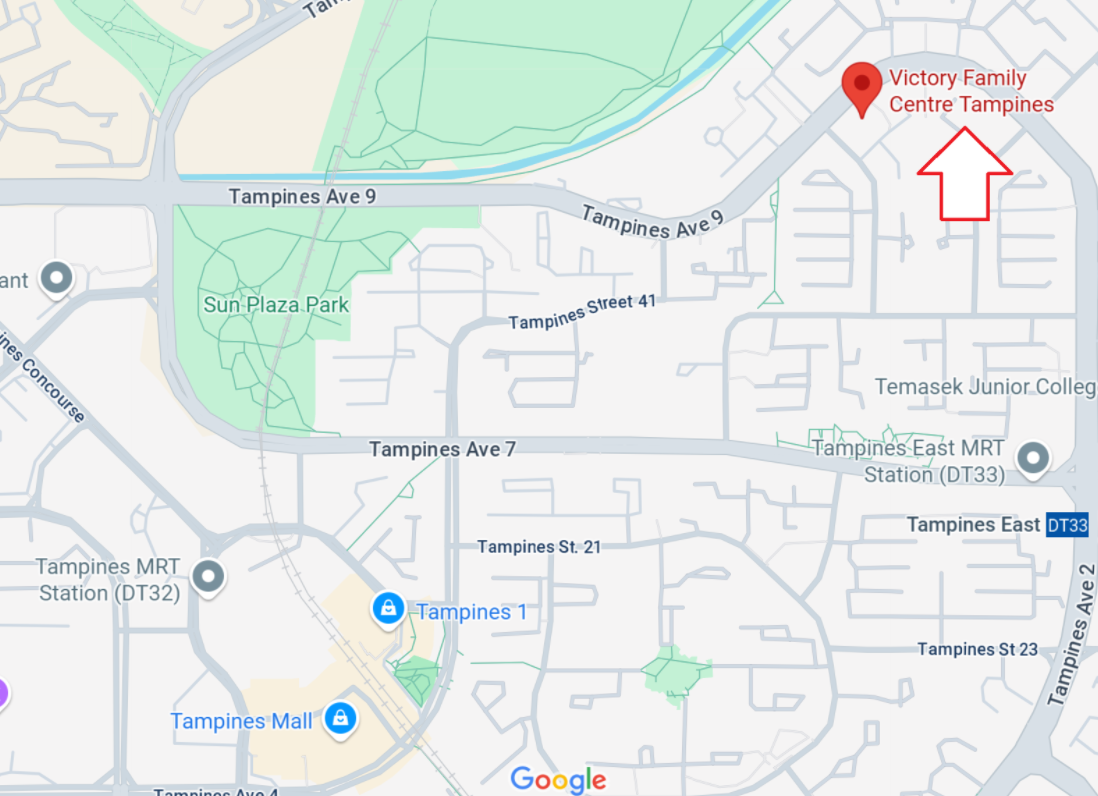 Tam
Victory Family
Centre Tampines
Tampines Ave 9
Tampines Ave 9
ant
Sun Plaza Park
Tampines Street 41
ines Concourse
Temasek Junior Colleg
Tampines Ave 7
Tampines East MRT
Station (DT33)
Tampines East DT33
Tampines St. 21
Tampines MRT
Station (DT32)
Tampines 1
Tampines Ave 2
Tampines St 23
Tampines Mall
Google
Tampines Ave 4